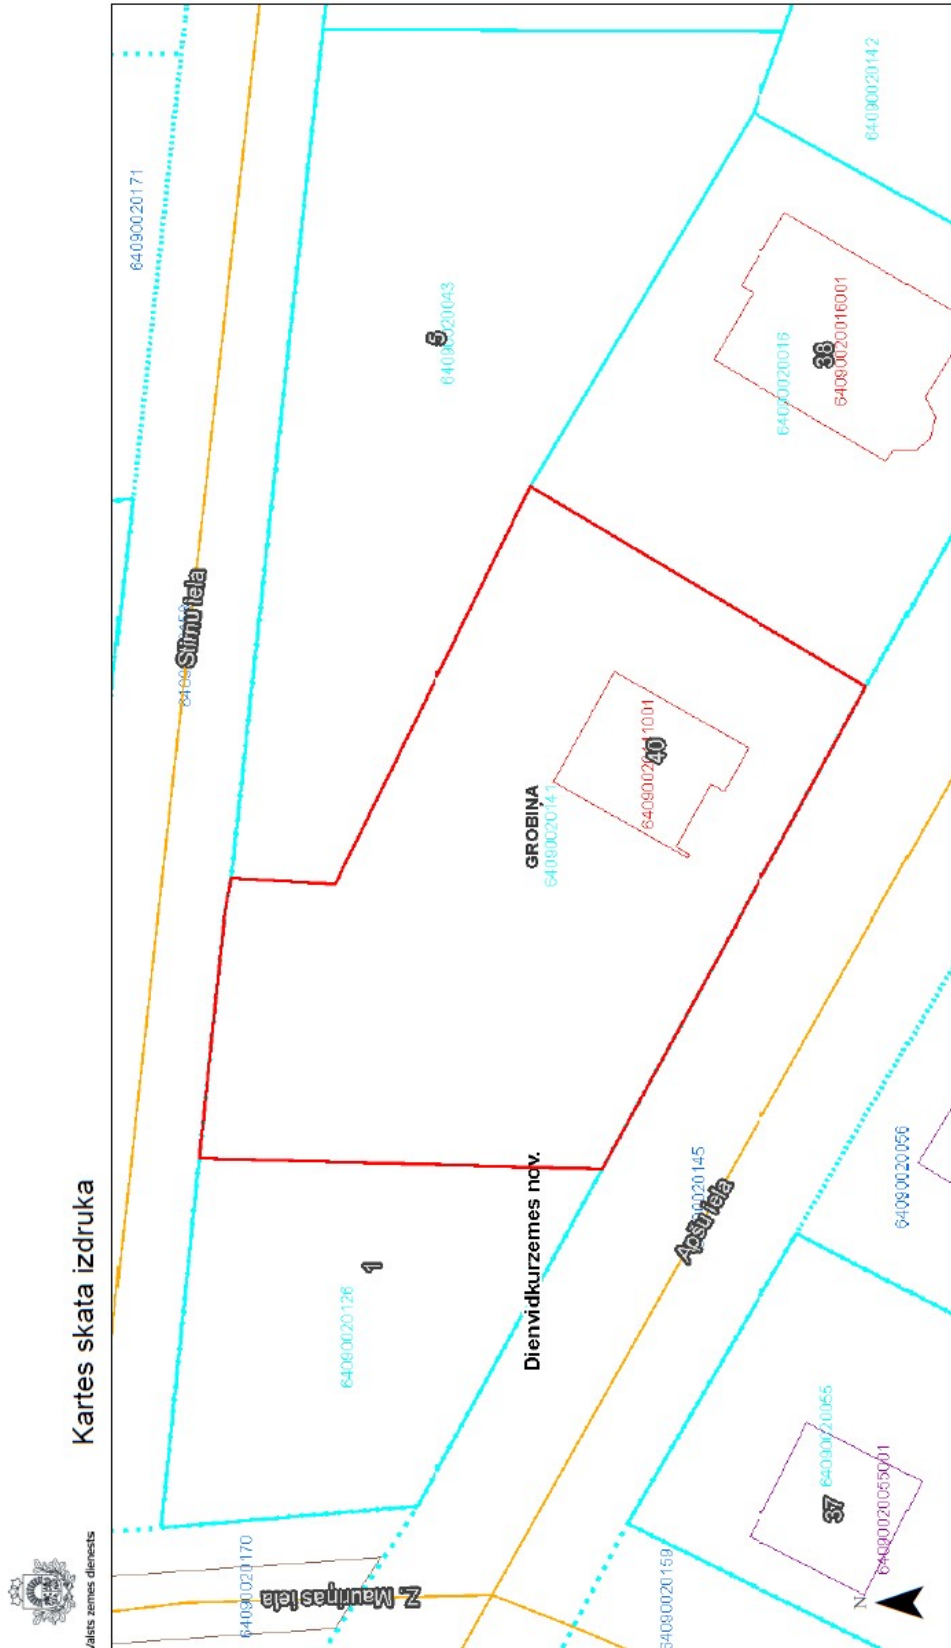 Valsts zemes dienests
Kartes skata izdruka
64090020171
Stirnu iela
5
64090020043
64090020142
64090020016
38
64090020016001
GROBIŅA
64090020141
40
1
64090020126
Dienvidkurzemes nov.
Apšu iela
64090020056
64090020170
Z. Mauriņas iela
64090020159
37
64090020055
64090020055001
N